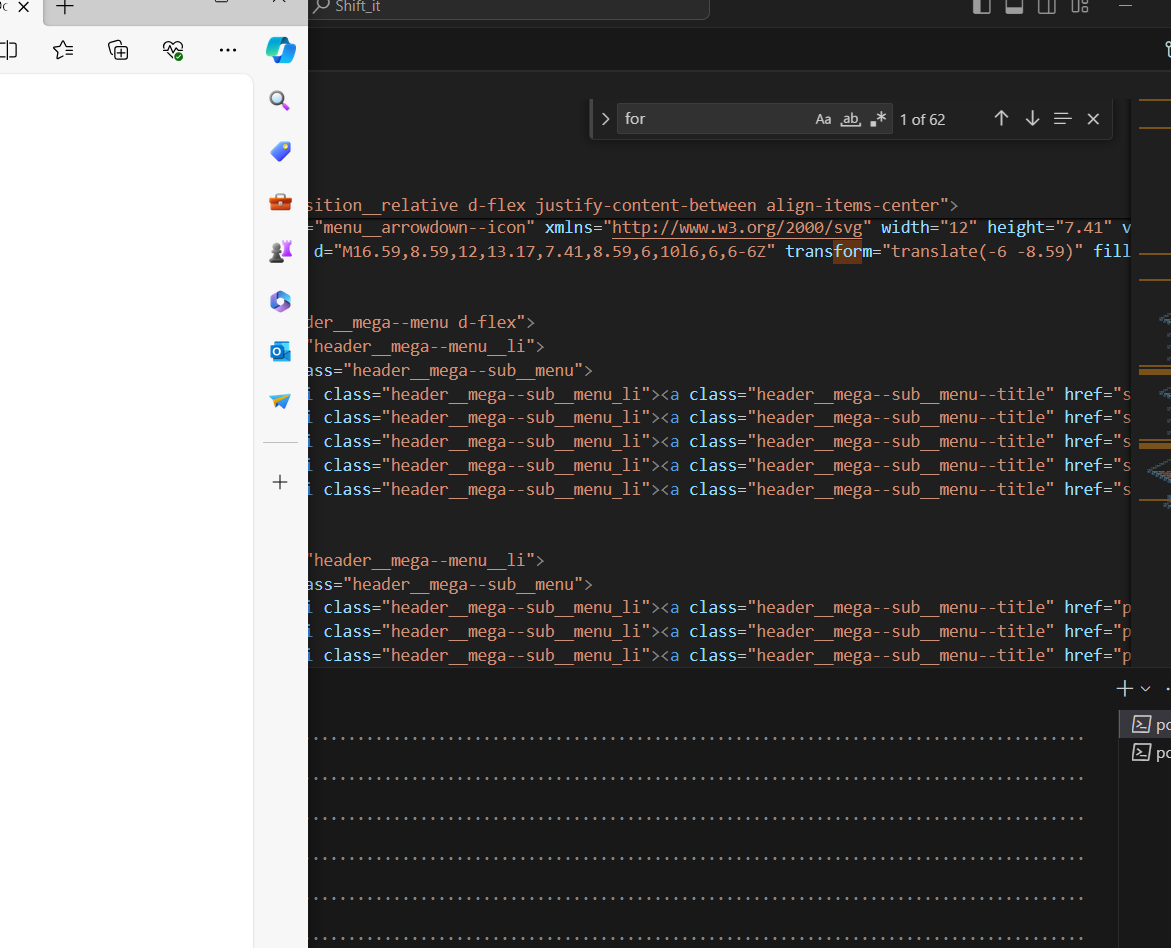 Shift_it
for
Aa ab 1 of 62
sition__relative d-flex justify-content-between align-items-center">
="menu__arrowdown--icon" xmlns="http://www.w3.org/2000/svg" width="12" height="7.41" v
d="M16.59,8.59,12,13.17,7.41,8.59,6,10l6,6,6-6Z" transform="translate(-6 -8.59)" fill
der__mega--menu d-flex">
"header__mega--menu__li">
ass="header__mega--sub__menu">
i class="header__mega--sub__menu_li"><a class="header__mega--sub__menu--title" href="s
i class="header__mega--sub__menu_li"><a class="header__mega--sub__menu--title" href="s
i class="header__mega--sub__menu_li"><a class="header__mega--sub__menu--title" href="s
i class="header__mega--sub__menu_li"><a class="header__mega--sub__menu--title" href="s
i class="header__mega--sub__menu_li"><a class="header__mega--sub__menu--title" href="s
"header__mega--menu__li">
ass="header__mega--sub__menu">
i class="header__mega--sub__menu_li"><a class="header__mega--sub__menu--title" href="p
i class="header__mega--sub__menu_li"><a class="header__mega--sub__menu--title" href="p
i class="header__mega--sub__menu_li"><a class="header__mega--sub__menu--title" href="p
po
po